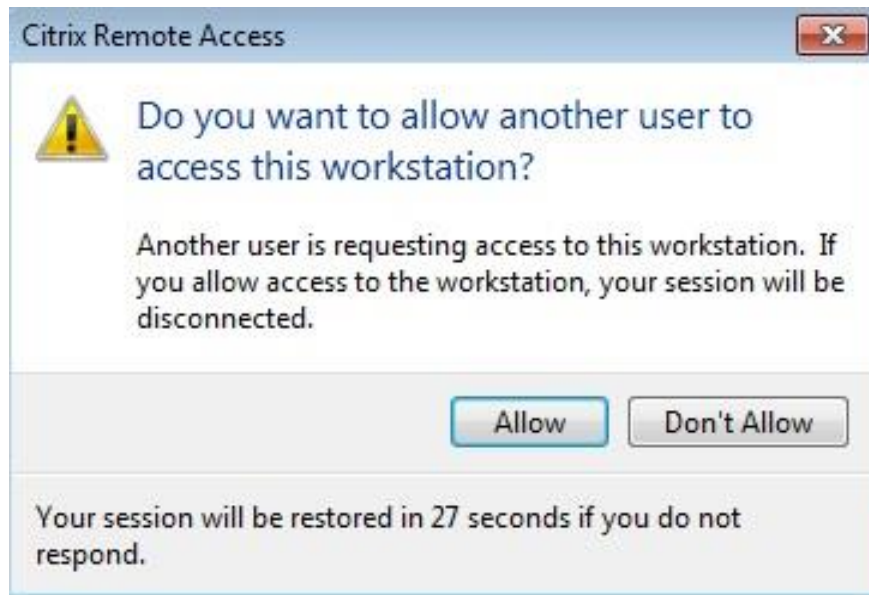 Citrix Remote Access
Do you want to allow another user to
access this workstation?
Another user is requesting access to this workstation.  If
you allow access to the workstation, your session will be
disconnected.
Allow
Don't Allow
Your session will be restored in 27 seconds if you do not
respond.